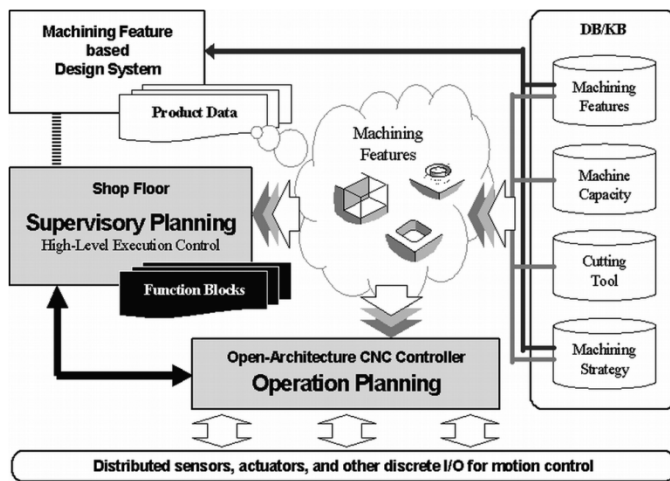 Machining Feature
based
Design System
Product Data
Machining
Features
DB/KB
Machining
Features
Machine
Capacity
Cutting
Tool
Machining
Strategy
Shop Floor
Supervisory Planning
High-Level Execution Control
Function Blocks
Open-Architecture CNC Controller
Operation Planning
Distributed sensors, actuators, and other discrete I/O for motion control